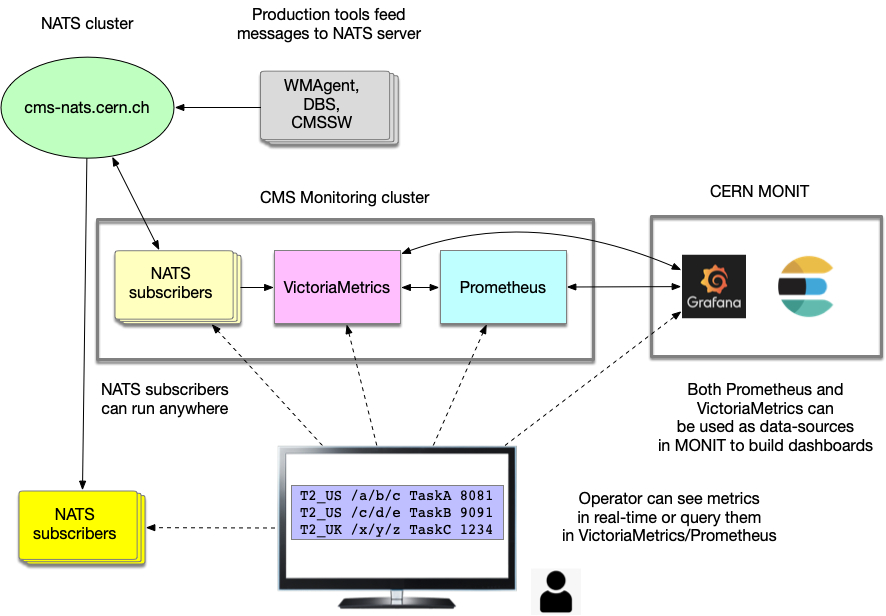 NATS cluster
Production tools feed
messages to NATS server
cms-nats.cern.ch
WMAgent,
DBS,
CMSSW
CMS Monitoring cluster
CERN MONIT
NATS
subscribers
VictoriaMetrics
Prometheus
Grafana
NATS subscribers
can run anywhere
Both Prometheus and
VictoriaMetrics can
be used as data-sources
in MONIT to build dashboards
T2_US /a/b/c TaskA 8081
T2_US /c/d/e TaskB 9091
T2_UK /x/y/z TaskC 1234
NATS
subscribers
Operator can see metrics
in real-time or query them
in VictoriaMetrics/Prometheus